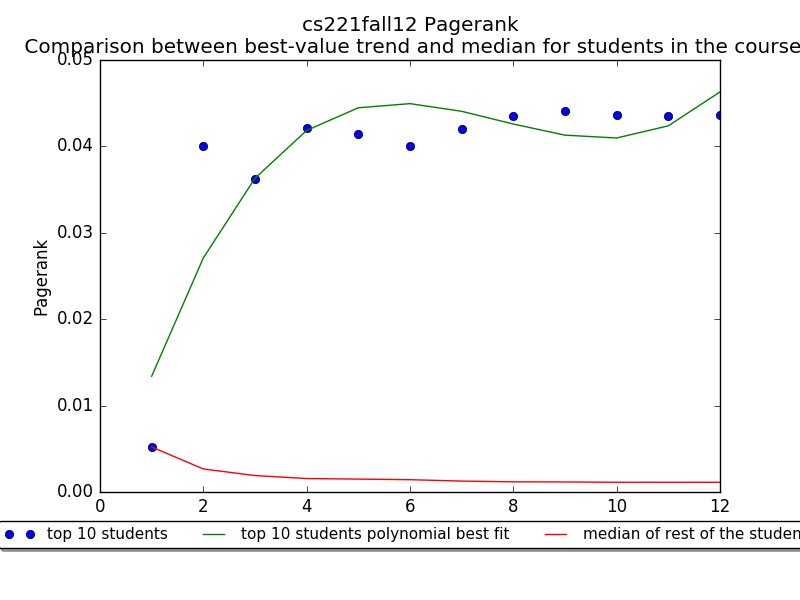 cs221fall12 Pagerank
Comparison between best-value trend and median for students in the course
0.05
0.04
0.03
0.02
0.01
0.00
Pagerank
0 2 4 6 8 10 12
top 10 students top 10 students polynomial best fit median of rest of the studen